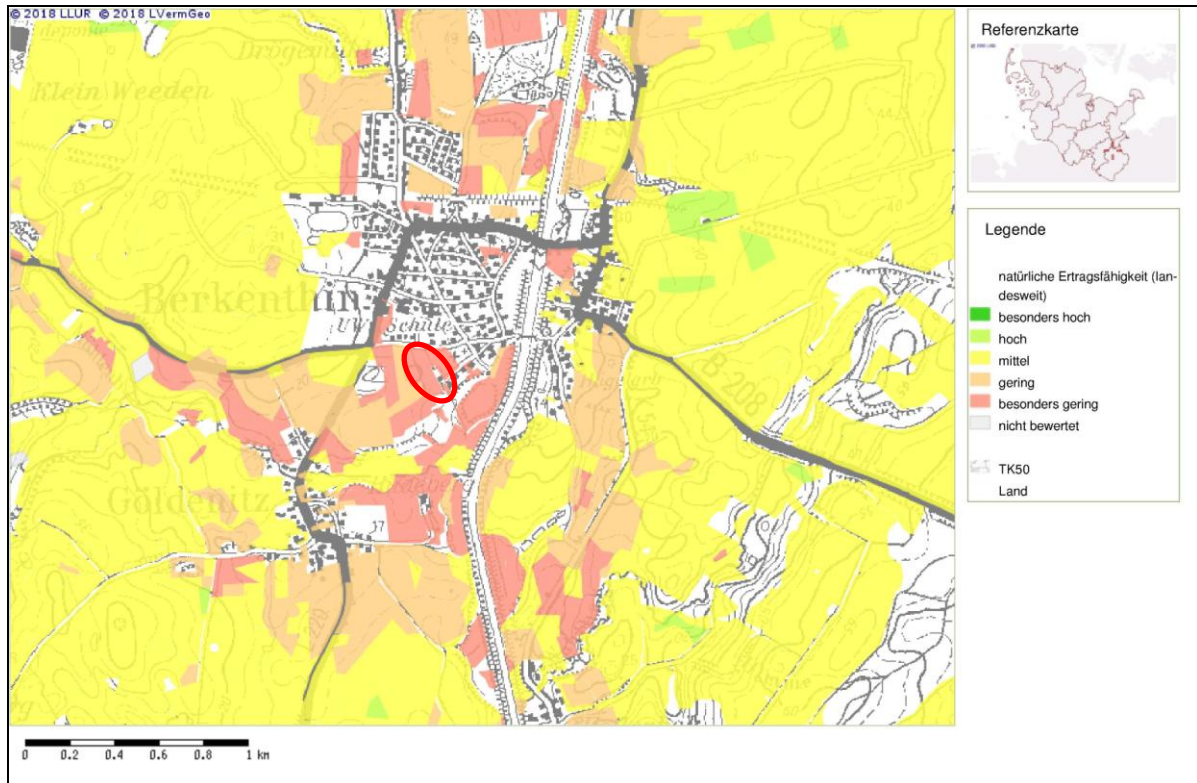 © 2018 LLUR © 2018 LVermGeo
Klein Weeden
Berkenthin
Schule
Göldenitz
B 208
37
0 0.2 0.4 0.6 0.8 1 km
Referenzkarte
Legende
natürliche Ertragsfähigkeit (lan-
desweit)
besonders hoch
hoch
mittel
gering
besonders gering
nicht bewertet
TK50
Land